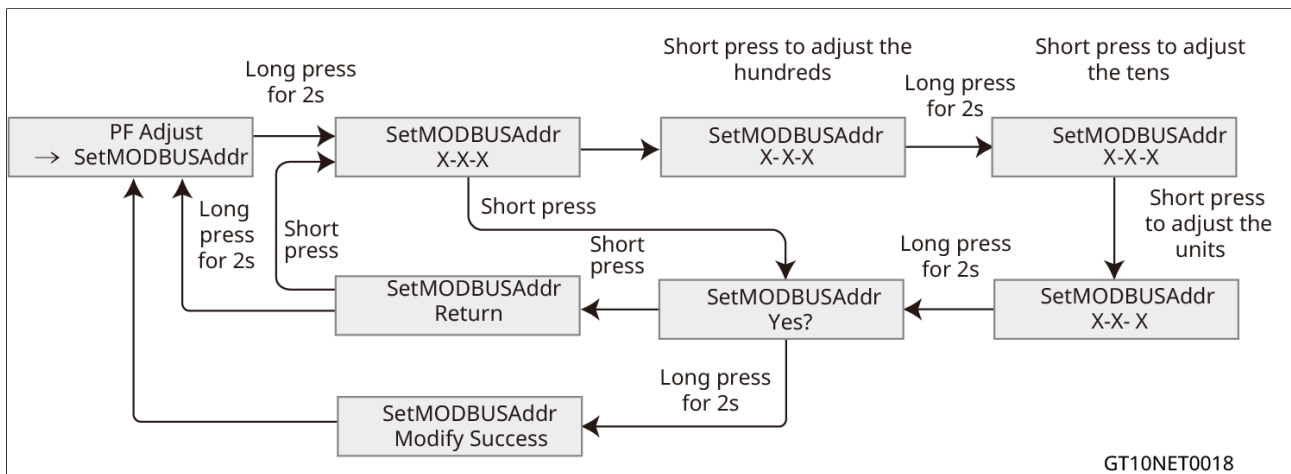 Short press to adjust the
hundreds
Short press to adjust
the tens
Long press
for 2s
Long press
for 2s
PF Adjust
→ SetMODBUSAddr
SetMODBUSAddr
X-X-X
SetMODBUSAddr
X-X-X
SetMODBUSAddr
X-X-X
Long
press
for 2s
Short
press
Short press
Short press
to adjust the
units
Short
press
Long press
for 2s
SetMODBUSAddr
Return
SetMODBUSAddr
Yes?
SetMODBUSAddr
X-X- X
Long press
for 2s
SetMODBUSAddr
Modify Success
GT10NET0018